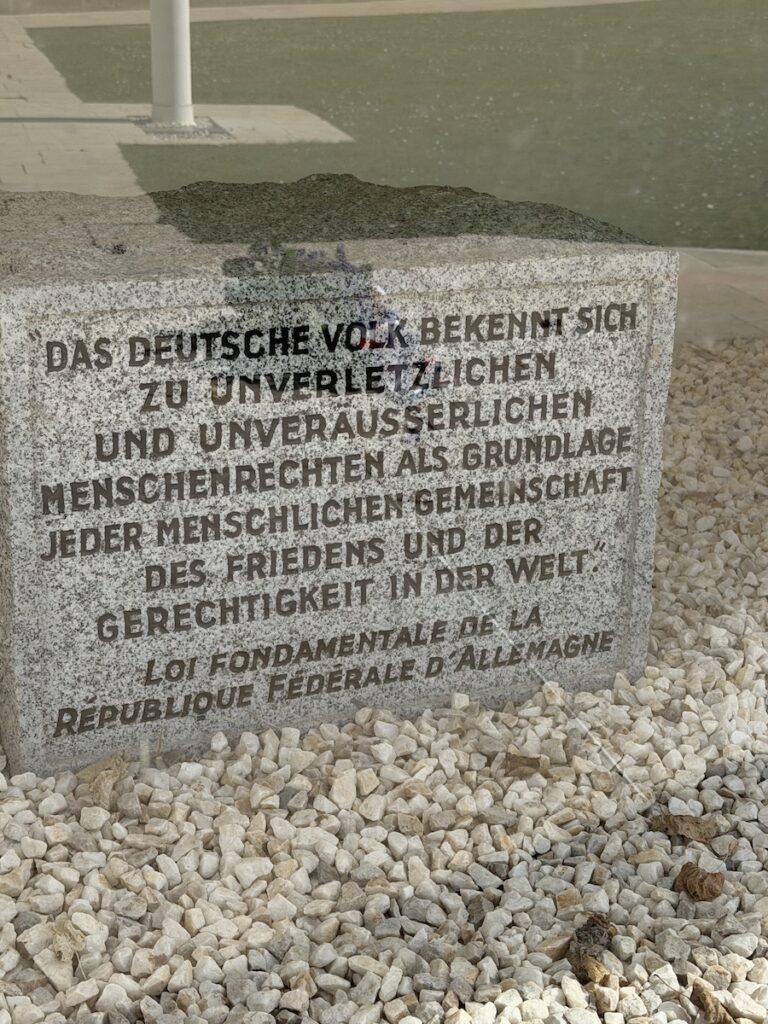 "DAS DEUTSCHE VOLK BEKENNT SICH
ZU UNVERLETZLICHEN
UND UNVERAUSSERLICHEN
MENSCHENRECHTEN ALS GRUNDLAGE
JEDER MENSCHLICHEN GEMEINSCHAFT
DES FRIEDENS UND DER
GERECHTIGKEIT IN DER WELT."
LOI FONDAMENTALE DE LA
RÉPUBLIQUE FÉDÉRALE D'ALLEMAGNE